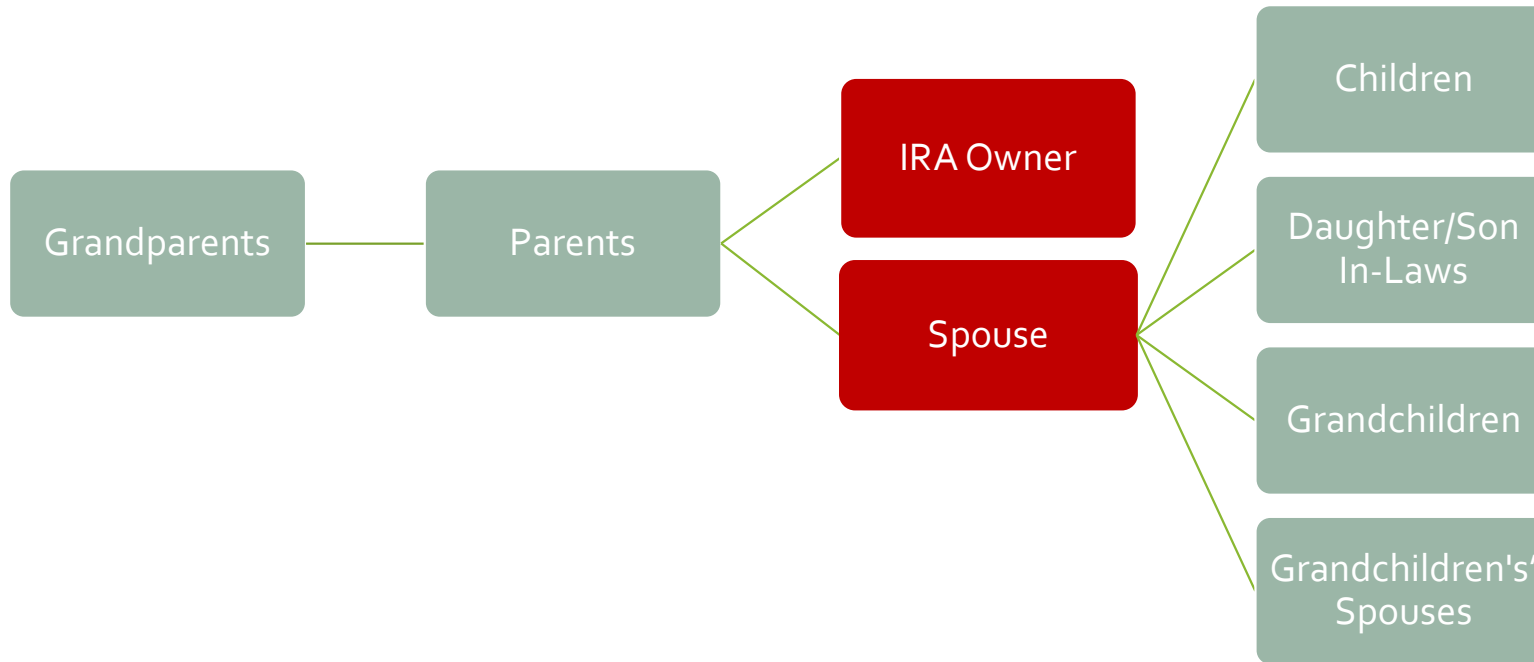 Grandparents
Parents
IRA Owner
Spouse
Children
Daughter/Son
In-Laws
Grandchildren
Grandchildren's‘
Spouses